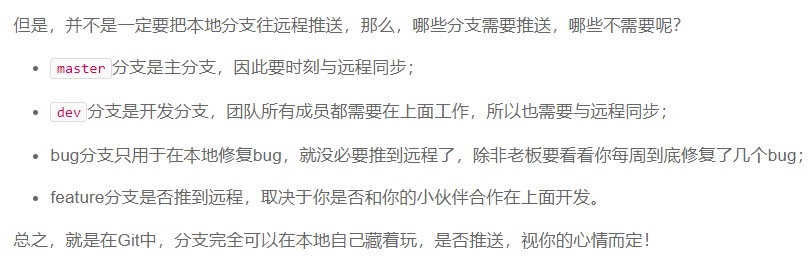 但是，并不是一定要把本地分支往远程推送，那么，哪些分支需要推送，哪些不需要呢？
master分支是主分支，因此要时刻与远程同步；
dev分支是开发分支，团队所有成员都需要在上面工作，所以也需要与远程同步；
bug分支只用于在本地修复bug，就没必要推到远程了，除非老板要看看你每周到底修复了几个bug；
feature分支是否推到远程，取决于你是否和你的小伙伴合作在上面开发。
总之，就是在Git中，分支完全可以在本地自己藏着玩，是否推送，视你的心情而定！